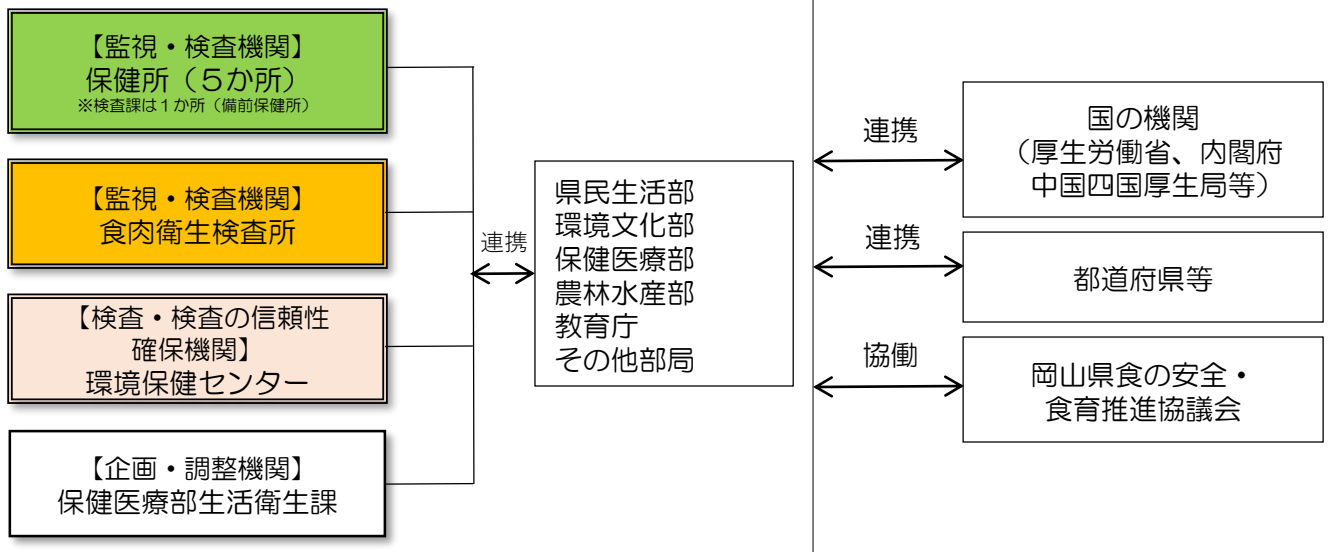 【監視・検査機関】
保健所（５か所）
※検査課は１か所（備前保健所）
【監視・検査機関】
食肉衛生検査所
【検査・検査の信頼性
確保機関】
環境保健センター
【企画・調整機関】
保健医療部生活衛生課
連携
県民生活部
環境文化部
保健医療部
農林水産部
教育庁
その他部局
連携
国の機関
（厚生労働省、内閣府
中国四国厚生局等）
連携
都道府県等
協働
岡山県食の安全・
食育推進協議会